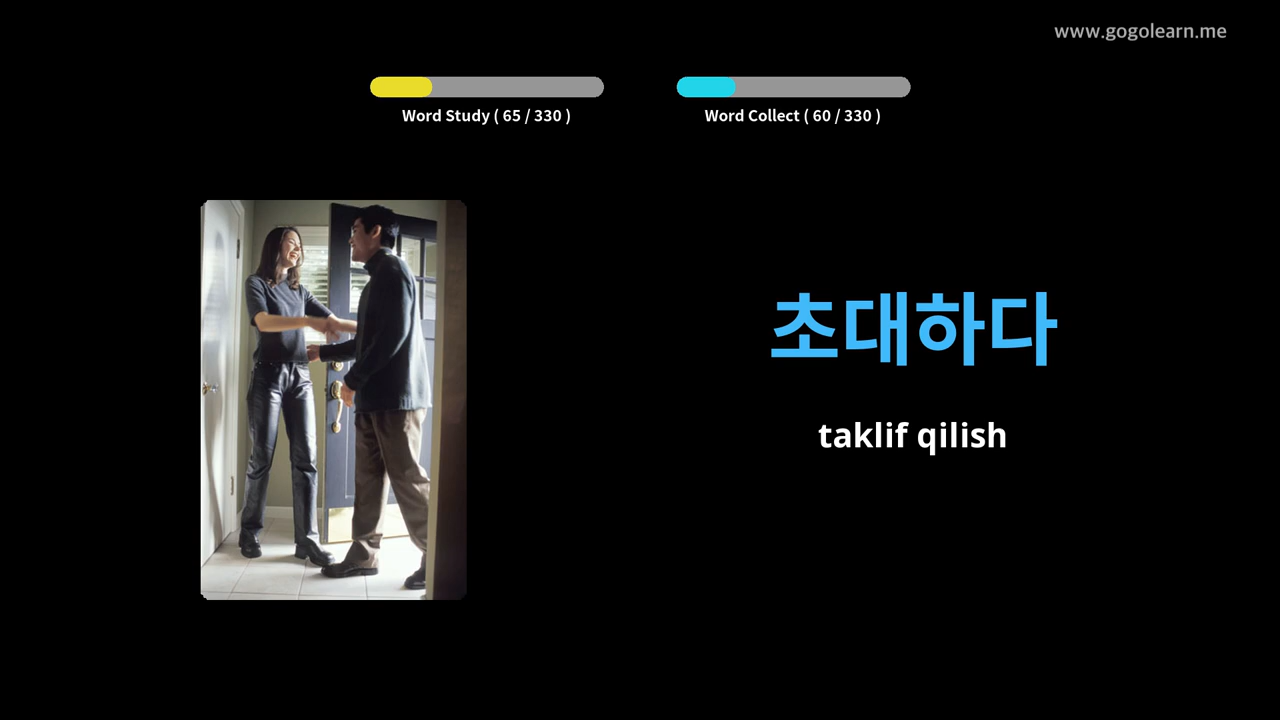 www.gogolearn.me
Word Study ( 65 / 330 )
Word Collect ( 60 / 330 )
초대하다
taklif qilish